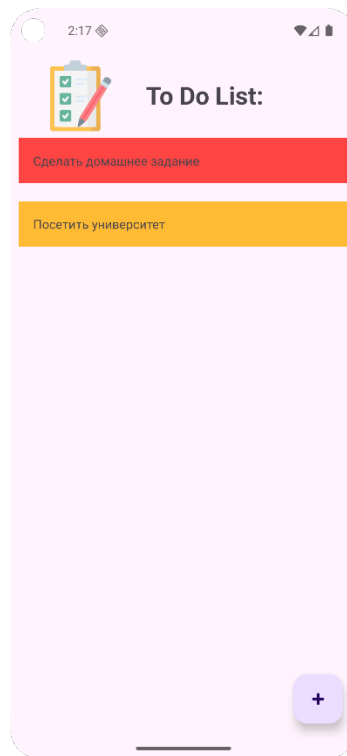 2:17
To Do List:
Сделать домашнее задание
Посетить университет
+